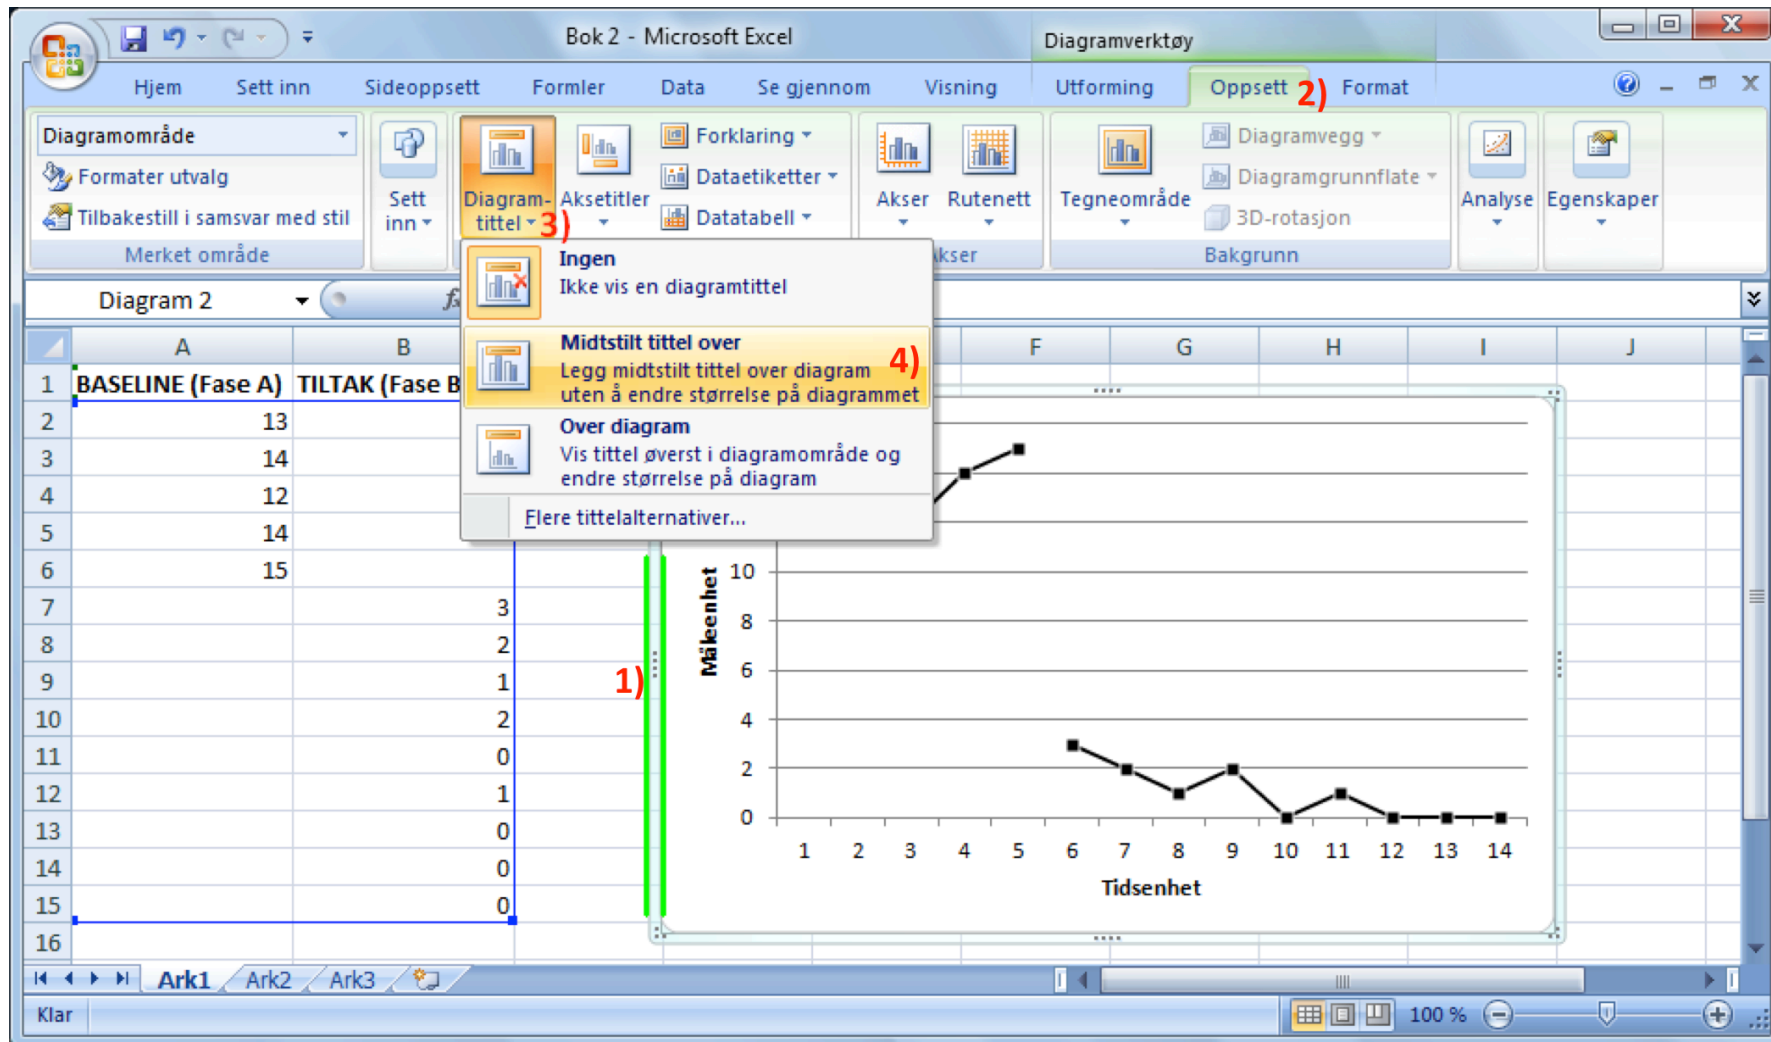 Bok 2 - Microsoft Excel
Diagramverktøy
Hjem Sett inn Sideoppsett Formler Data Se gjennom Visning Utforming Oppsett 2) Format
Diagramområde
Formater utvalg
Tilbakestill i samsvar med stil
Merket område
Sett
inn
Diagram-
tittel 3)
Aksetitler
Forklaring
Dataetiketter
Datatabell
Akser
Rutenett
Akser
Tegneområde
Diagramvegg
Diagramgrunnflate
3D-rotasjon
Bakgrunn
Analyse
Egenskaper
Ingen
Ikke vis en diagramtittel
Midtstilt tittel over
4)
Legg midtstilt tittel over diagram
uten å endre størrelse på diagrammet
Over diagram
Vis tittel øverst i diagramområde og
endre størrelse på diagram
Flere tittelalternativer...
Diagram 2
A B F G H I J
1 BASELINE (Fase A) TILTAK (Fase B
2 13
3 14
4 12
5 14
6 15
7 3
8 2
9 1
10 2
11 0
12 1
13 0
14 0
15 0
16
1)
Måleenhet
10
8
6
4
2
0
1 2 3 4 5 6 7 8 9 10 11 12 13 14
Tidsenhet
Ark1 Ark2 Ark3
Klar
100 %